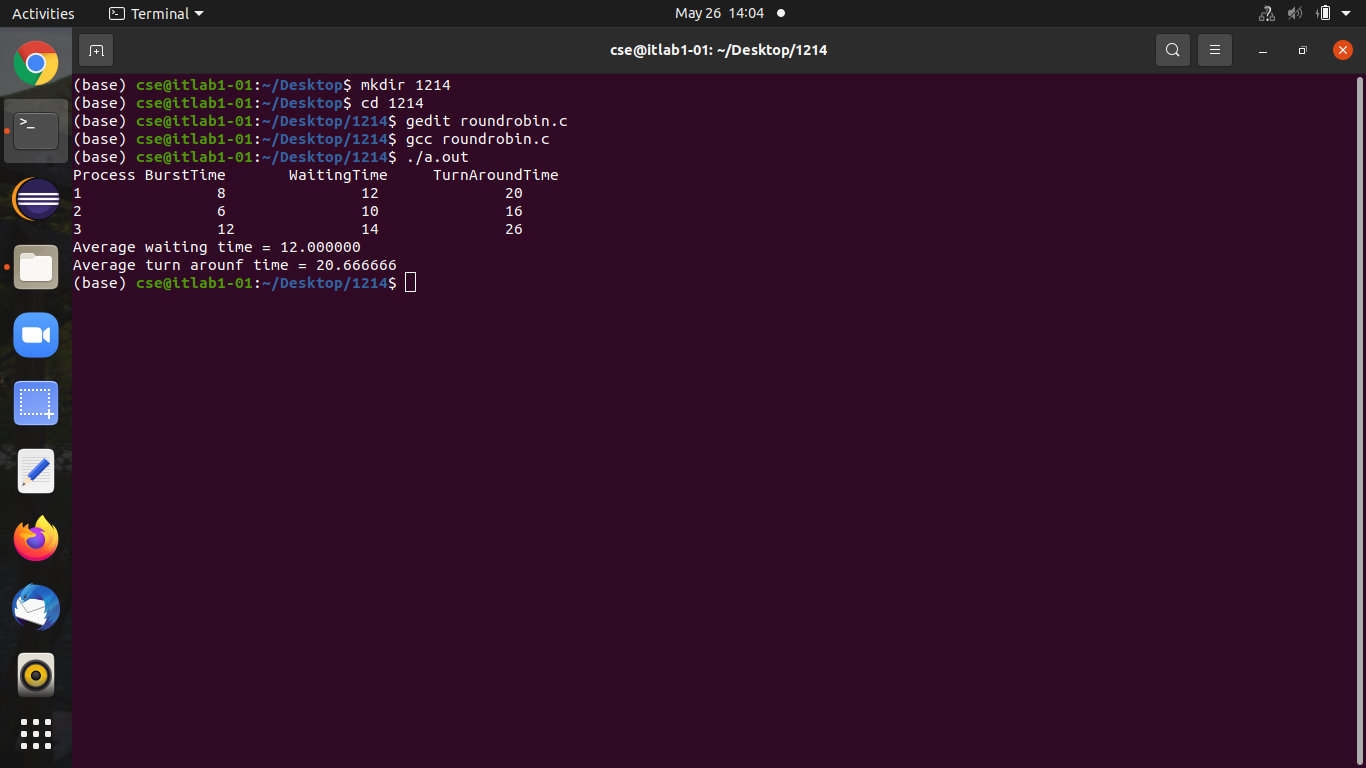 Activities Terminal May 26 14:04
cse@itlab1-01: ~/Desktop/1214
(base) cse@itlab1-01:~/Desktop$ mkdir 1214
(base) cse@itlab1-01:~/Desktop$ cd 1214
(base) cse@itlab1-01:~/Desktop/1214$ gedit roundrobin.c
(base) cse@itlab1-01:~/Desktop/1214$ gcc roundrobin.c
(base) cse@itlab1-01:~/Desktop/1214$ ./a.out
Process BurstTime WaitingTime TurnAroundTime
1 8 12 20
2 6 10 16
3 12 14 26
Average waiting time = 12.000000
Average turn arounf time = 20.666666
(base) cse@itlab1-01:~/Desktop/1214$